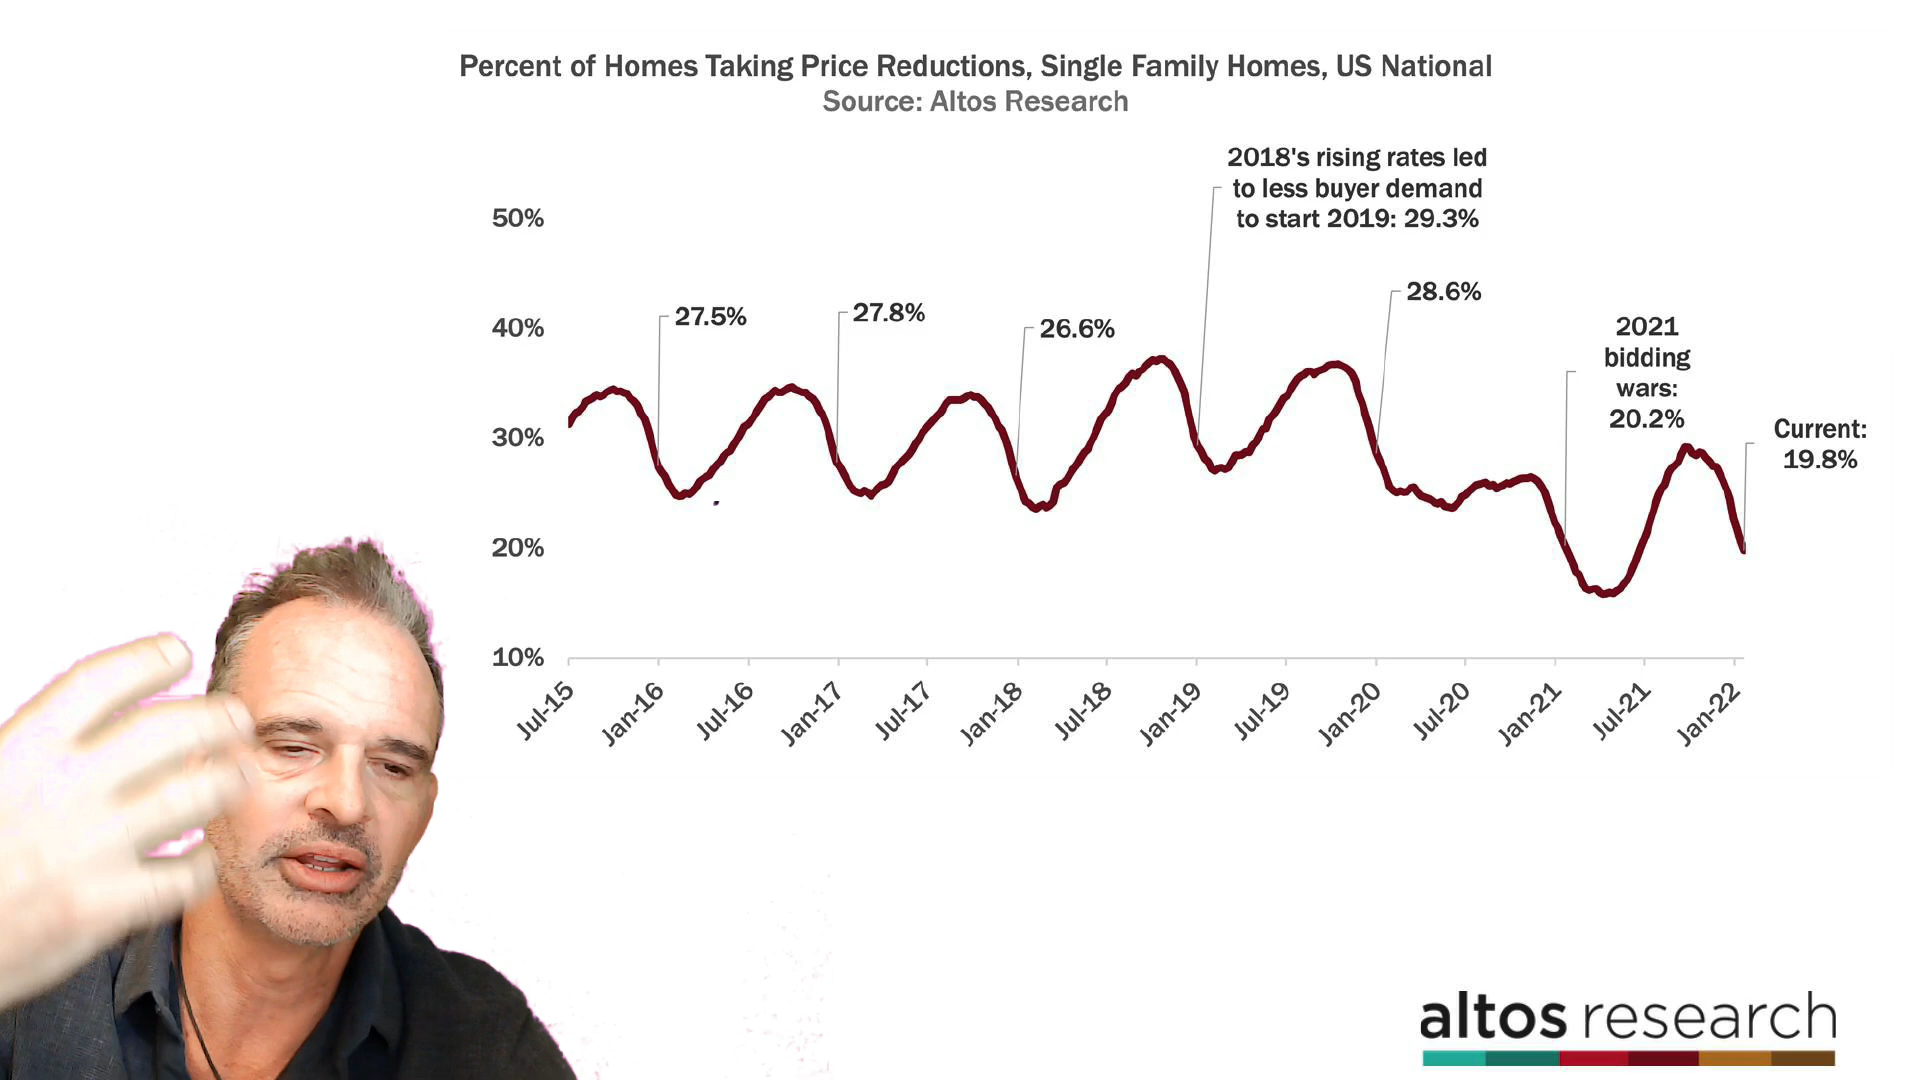 Percent of Homes Taking Price Reductions, Single Family Homes, US National
Source: Altos Research
2018's rising rates led
to less buyer demand
to start 2019: 29.3%
50%
28.6%
27.5%
27.8%
26.6%
40%
2021
bidding
wars:
20.2%
Current:
19.8%
30%
20%
10%
Jul-15
Jan-16
Jul-16
Jan-17
Jul-17
Jan-18
Jul-18
Jan-19
Jul-19
Jan-20
Jul-20
Jan-21
Jul-21
Jan-22
altos research